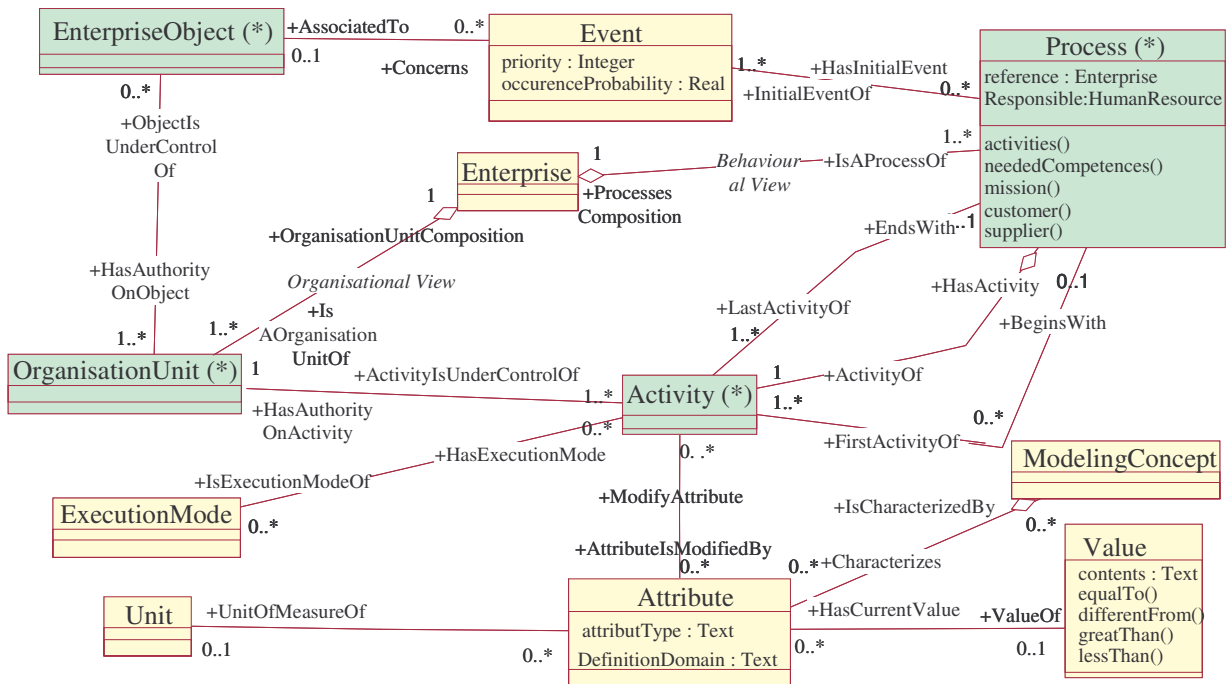 EnterpriseObject (*)
+AssociatedTo
0..*
0..1
+Concerns
Event
priority : Integer
occurenceProbability : Real
1..*
+HasInitialEvent
+InitialEventOf
0..*
Process (*)
reference : Enterprise
Responsible:HumanResource
activities()
neededCompetences()
mission()
customer()
supplier()
0..*
+ObjectIs
UnderControl
Of
+HasAuthority
OnObject
1..*
Enterprise
1
+Processes
Composition
Behaviour
al View
+IsAProcessOf
1..*
1
+OrganisationUnitComposition
Organisational View
+Is
AOrganisation
UnitOf
1..*
+EndsWith
..1
+LastActivityOf
1..*
+HasActivity
0..1
+BeginsWith
OrganisationUnit (*)
1
+ActivityIsUnderControlOf
1..*
+HasAuthority
OnActivity
Activity (*)
1
+ActivityOf
1..*
0..*
+FirstActivityOf
0..*
+HasExecutionMode
+IsExecutionModeOf
0..*
ExecutionMode
0. .*
+ModifyAttribute
+AttributeIsModifiedBy
0..*
ModelingConcept
+IsCharacterizedBy
0..*
0..*
+Characterizes
Unit
+UnitOfMeasureOf
0..1
0..*
Attribute
attributType : Text
DefinitionDomain : Text
+HasCurrentValue
0..*
+ValueOf
0..1
Value
contents : Text
equalTo()
differentFrom()
greatThan()
lessThan()